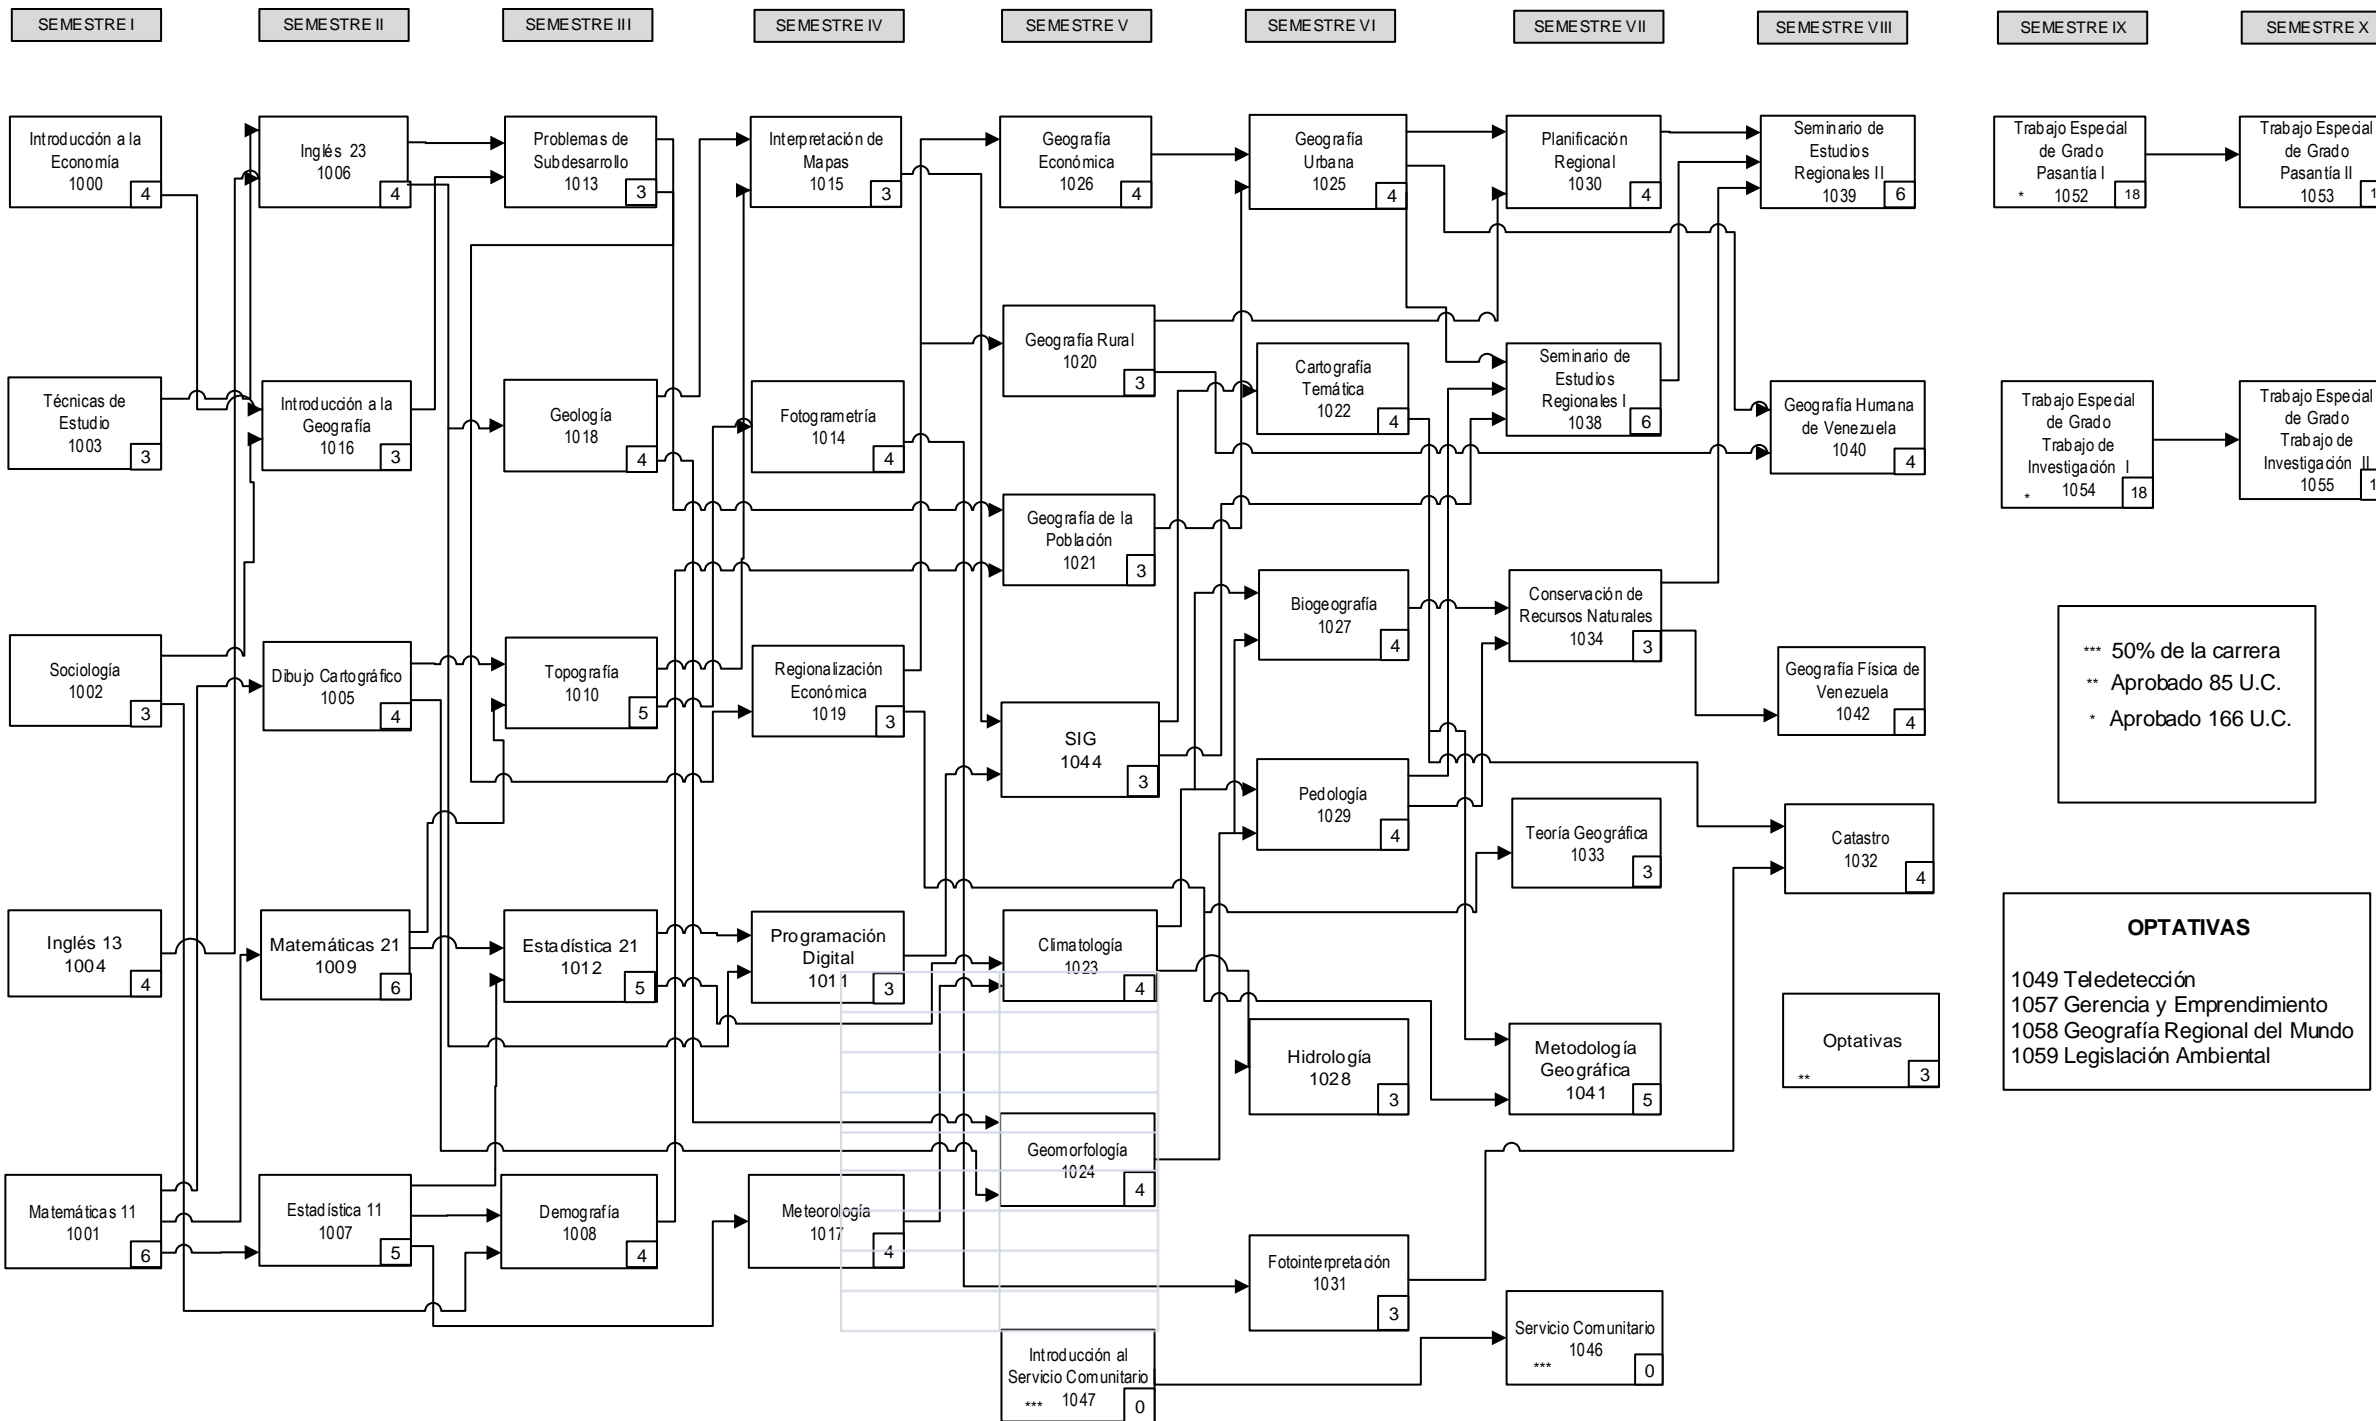 SEMESTRE I
SEMESTRE II
SEMESTRE III
SEMESTRE IV
SEMESTRE V
SEMESTRE VI
SEMESTRE VII
SEMESTRE VIII
SEMESTRE IX
SEMESTRE X
Introducción a la
Economía
1000
4
Técnicas de
Estudio
1003
3
Sociología
1002
3
Inglés 13
1004
4
Matemáticas 11
1001
6
Inglés 23
1006
4
Introducción a la
Geografía
1016
3
Dibujo Cartográfico
1005
4
Matemáticas 21
1009
6
Estadística 11
1007
5
Problemas de
Subdesarrollo
1013
3
Geología
1018
4
Topografía
1010
5
Estadística 21
1012
5
Demografía
1008
4
Interpretación de
Mapas
1015
3
Fotogrametría
1014
4
Regionalización
Económica
1019
3
Programación
Digital
1011
3
Meteorología
1017
4
Geografía
Económica
1026
4
Geografía Rural
1020
3
Geografía de la
Población
1021
3
SIG
1044
3
Climatología
1023
4
Geomorfología
1024
4
Introducción al
Servicio Comunitario
*** 1047
0
Geografía
Urbana
1025
4
Cartografía
Temática
1022
4
Biogeografía
1027
4
Pedología
1029
4
Hidrología
1028
3
Fotointerpretación
1031
3
Planificación
Regional
1030
4
Seminario de
Estudios
Regionales I
1038
6
Conservación de
Recursos Naturales
1034
3
Teoría Geográfica
1033
3
Metodología
Geográfica
1041
5
Servicio Comunitario
1046
***
0
Seminario de
Estudios
Regionales II
1039
6
Geografía Humana
de Venezuela
1040
4
Geografía Física de
Venezuela
1042
4
Catastro
1032
4
Optativas
**
3
Trabajo Especial
de Grado
Pasantía I
* 1052
18
Trabajo Especial
de Grado
Trabajo de
Investigación I
* 1054
18
Trabajo Especial
de Grado
Pasantía II
1053
Trabajo Especial
de Grado
Trabajo de
Investigación II
1055
*** 50% de la carrera
** Aprobado 85 U.C.
* Aprobado 166 U.C.
OPTATIVAS
1049 Teledetección
1057 Gerencia y Emprendimiento
1058 Geografía Regional del Mundo
1059 Legislación Ambiental